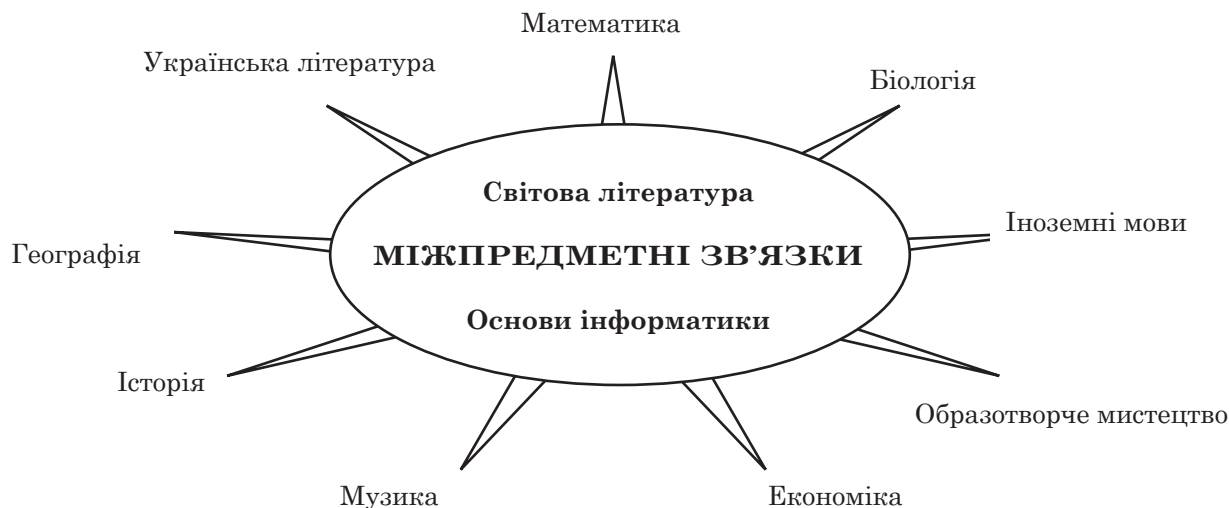 Математика
Українська література
Біологія
Світова література
Іноземні мови
МІЖПРЕДМЕТНІ ЗВ’ЯЗКИ
Географія
Основи інформатики
Історія
Образотворче мистецтво
Музика
Економіка